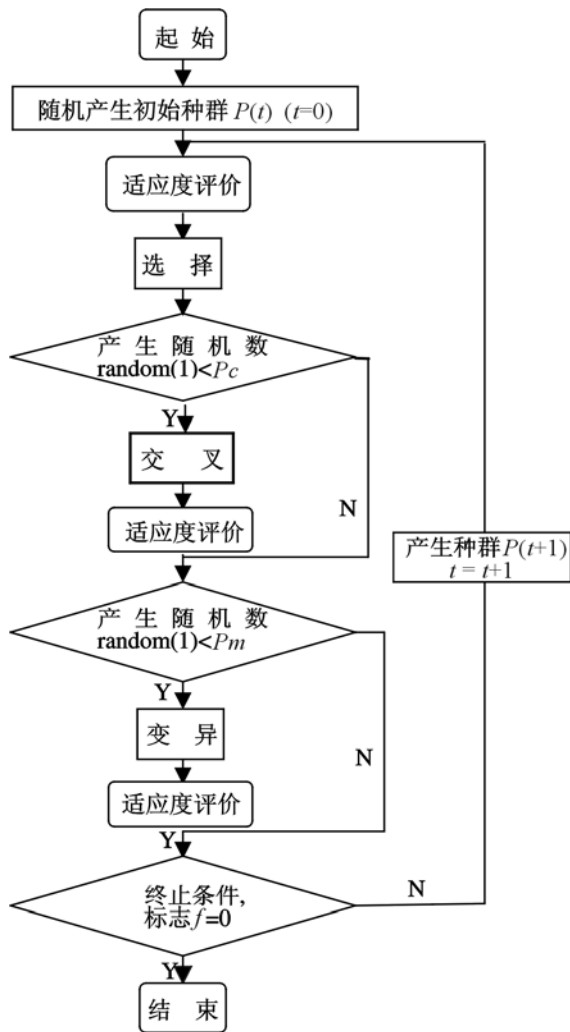 起 始
随机产生初始种群 P(t) (t=0)
适应度评价
选 择
产 生 随 机 数
random(1)<Pc
Y
交 叉
N
适应度评价
产生种群P(t+1)
t = t+1
产 生 随 机 数
random(1)<Pm
Y
变 异
N
适应度评价
Y
终止条件,
标志f=0
N
Y
结 束